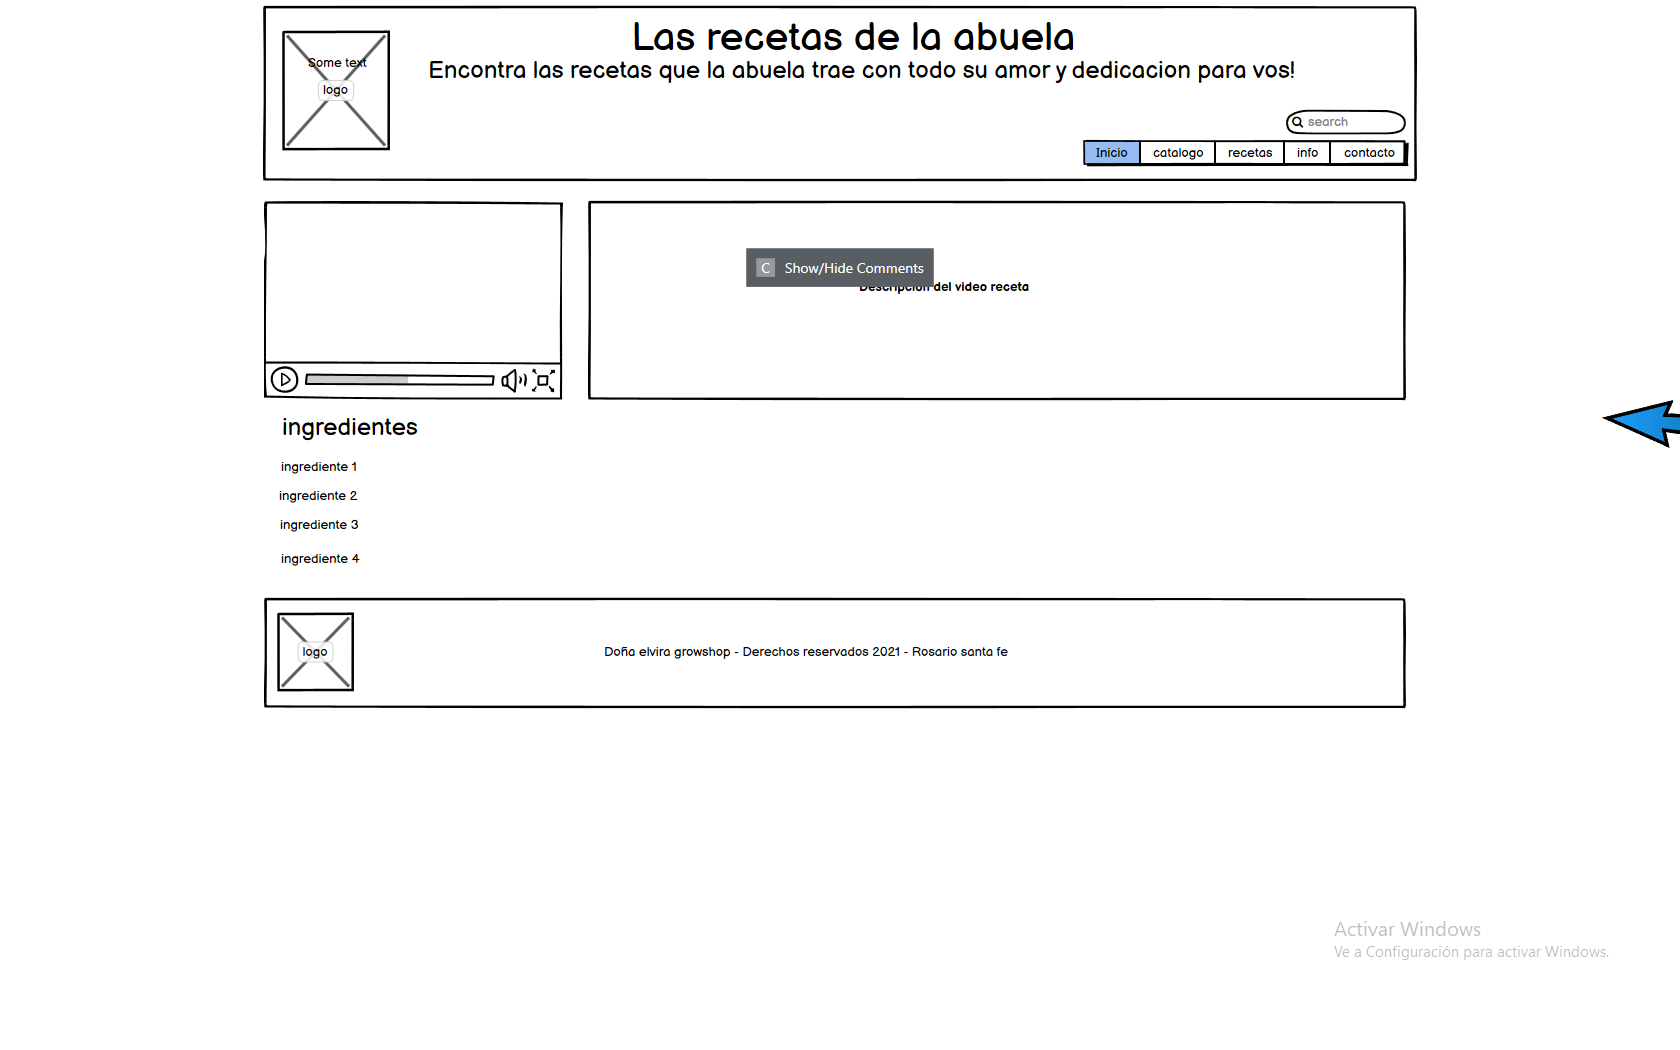 Las recetas de la abuela
Encontra las recetas que la abuela trae con todo su amor y dedicacion para vos!
Some text
logo
search
Inicio catalogo recetas info contacto
C Show/Hide Comments
Descripcion del video receta
ingredientes
ingrediente 1
ingrediente 2
ingrediente 3
ingrediente 4
logo
Doña elvira growshop - Derechos reservados 2021 - Rosario santa fe
Activar Windows
Ve a Configuración para activar Windows.